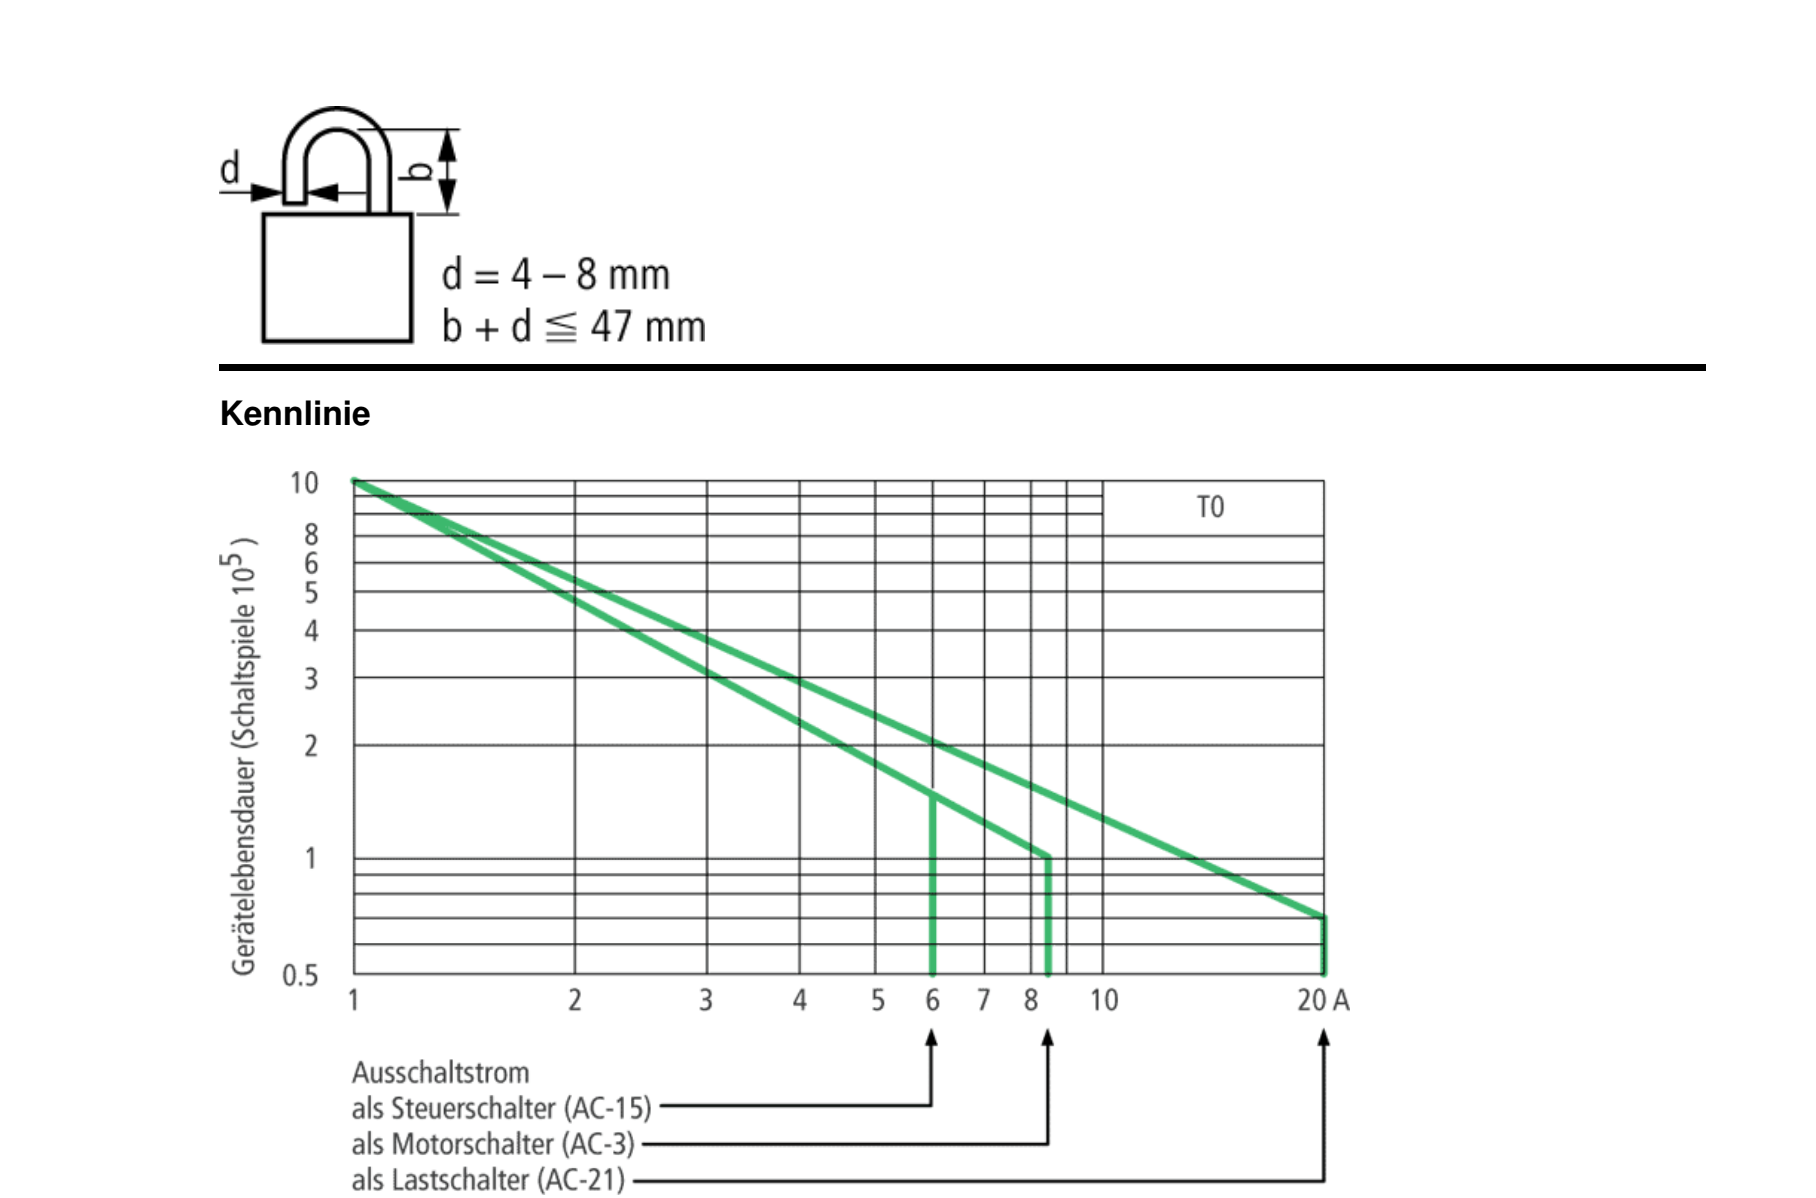 d
b
d = 4 – 8 mm
b + d ≦ 47 mm
Kennlinie
T0
Gerätelebensdauer (Schaltspiele 10⁵ )
10
8
6
5
4
3
2
1
0.5
1 2 3 4 5 6 7 8 10 20 A
Ausschaltstrom
als Steuerschalter (AC-15)
als Motorschalter (AC-3)
als Lastschalter (AC-21)